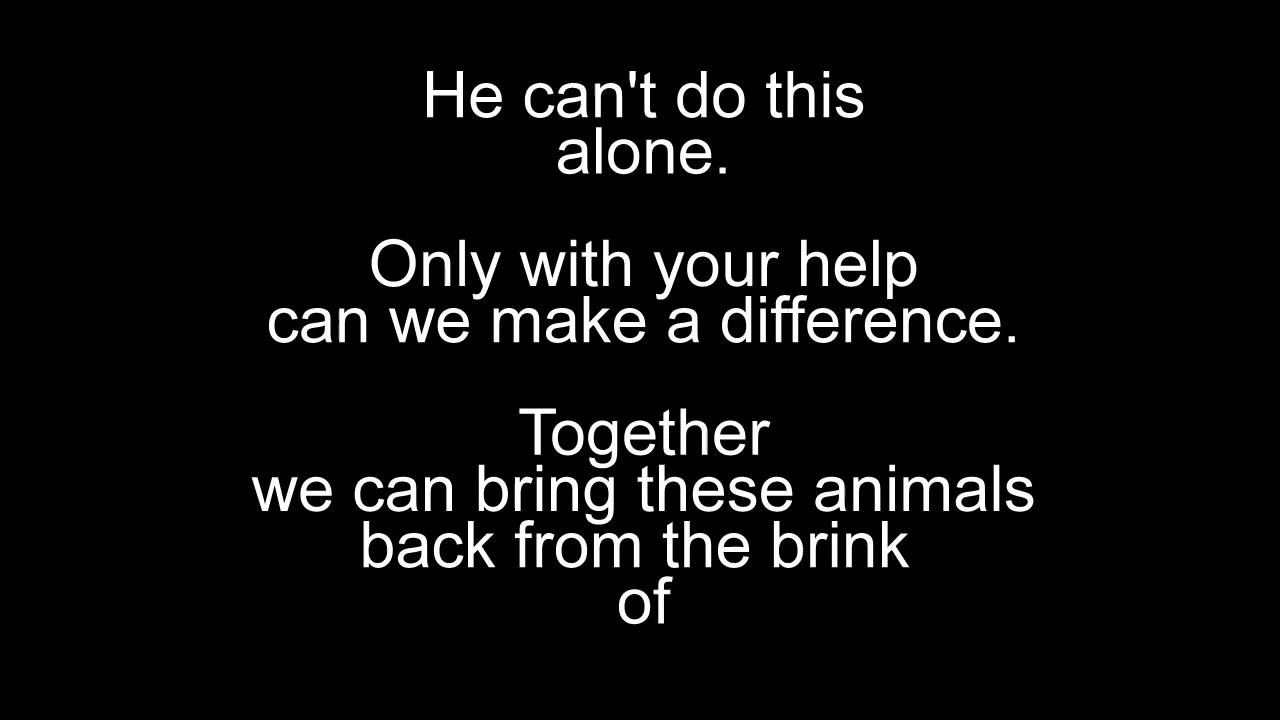 He can't do this
alone.
Only with your help
can we make a difference.
Together
we can bring these animals
back from the brink
of